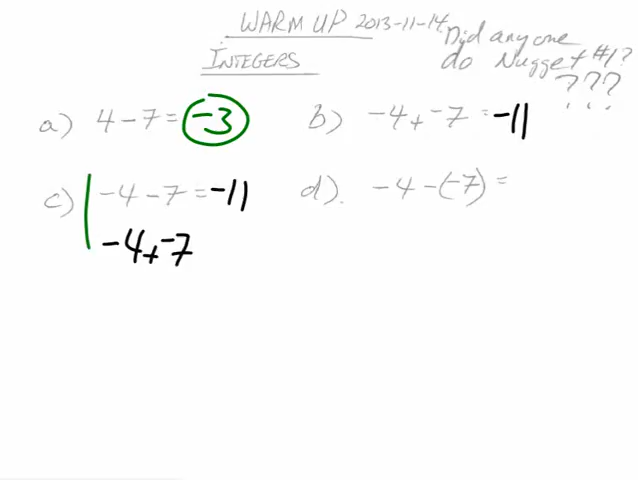 WARM UP 2013-11-14
INTEGERS
Did anyone
do Nugget #1?
???
a) 4 - 7 = -3
b) -4 + -7 = -11
c) -4 - 7 = -11
-4 + -7
d). -4 - (-7) =